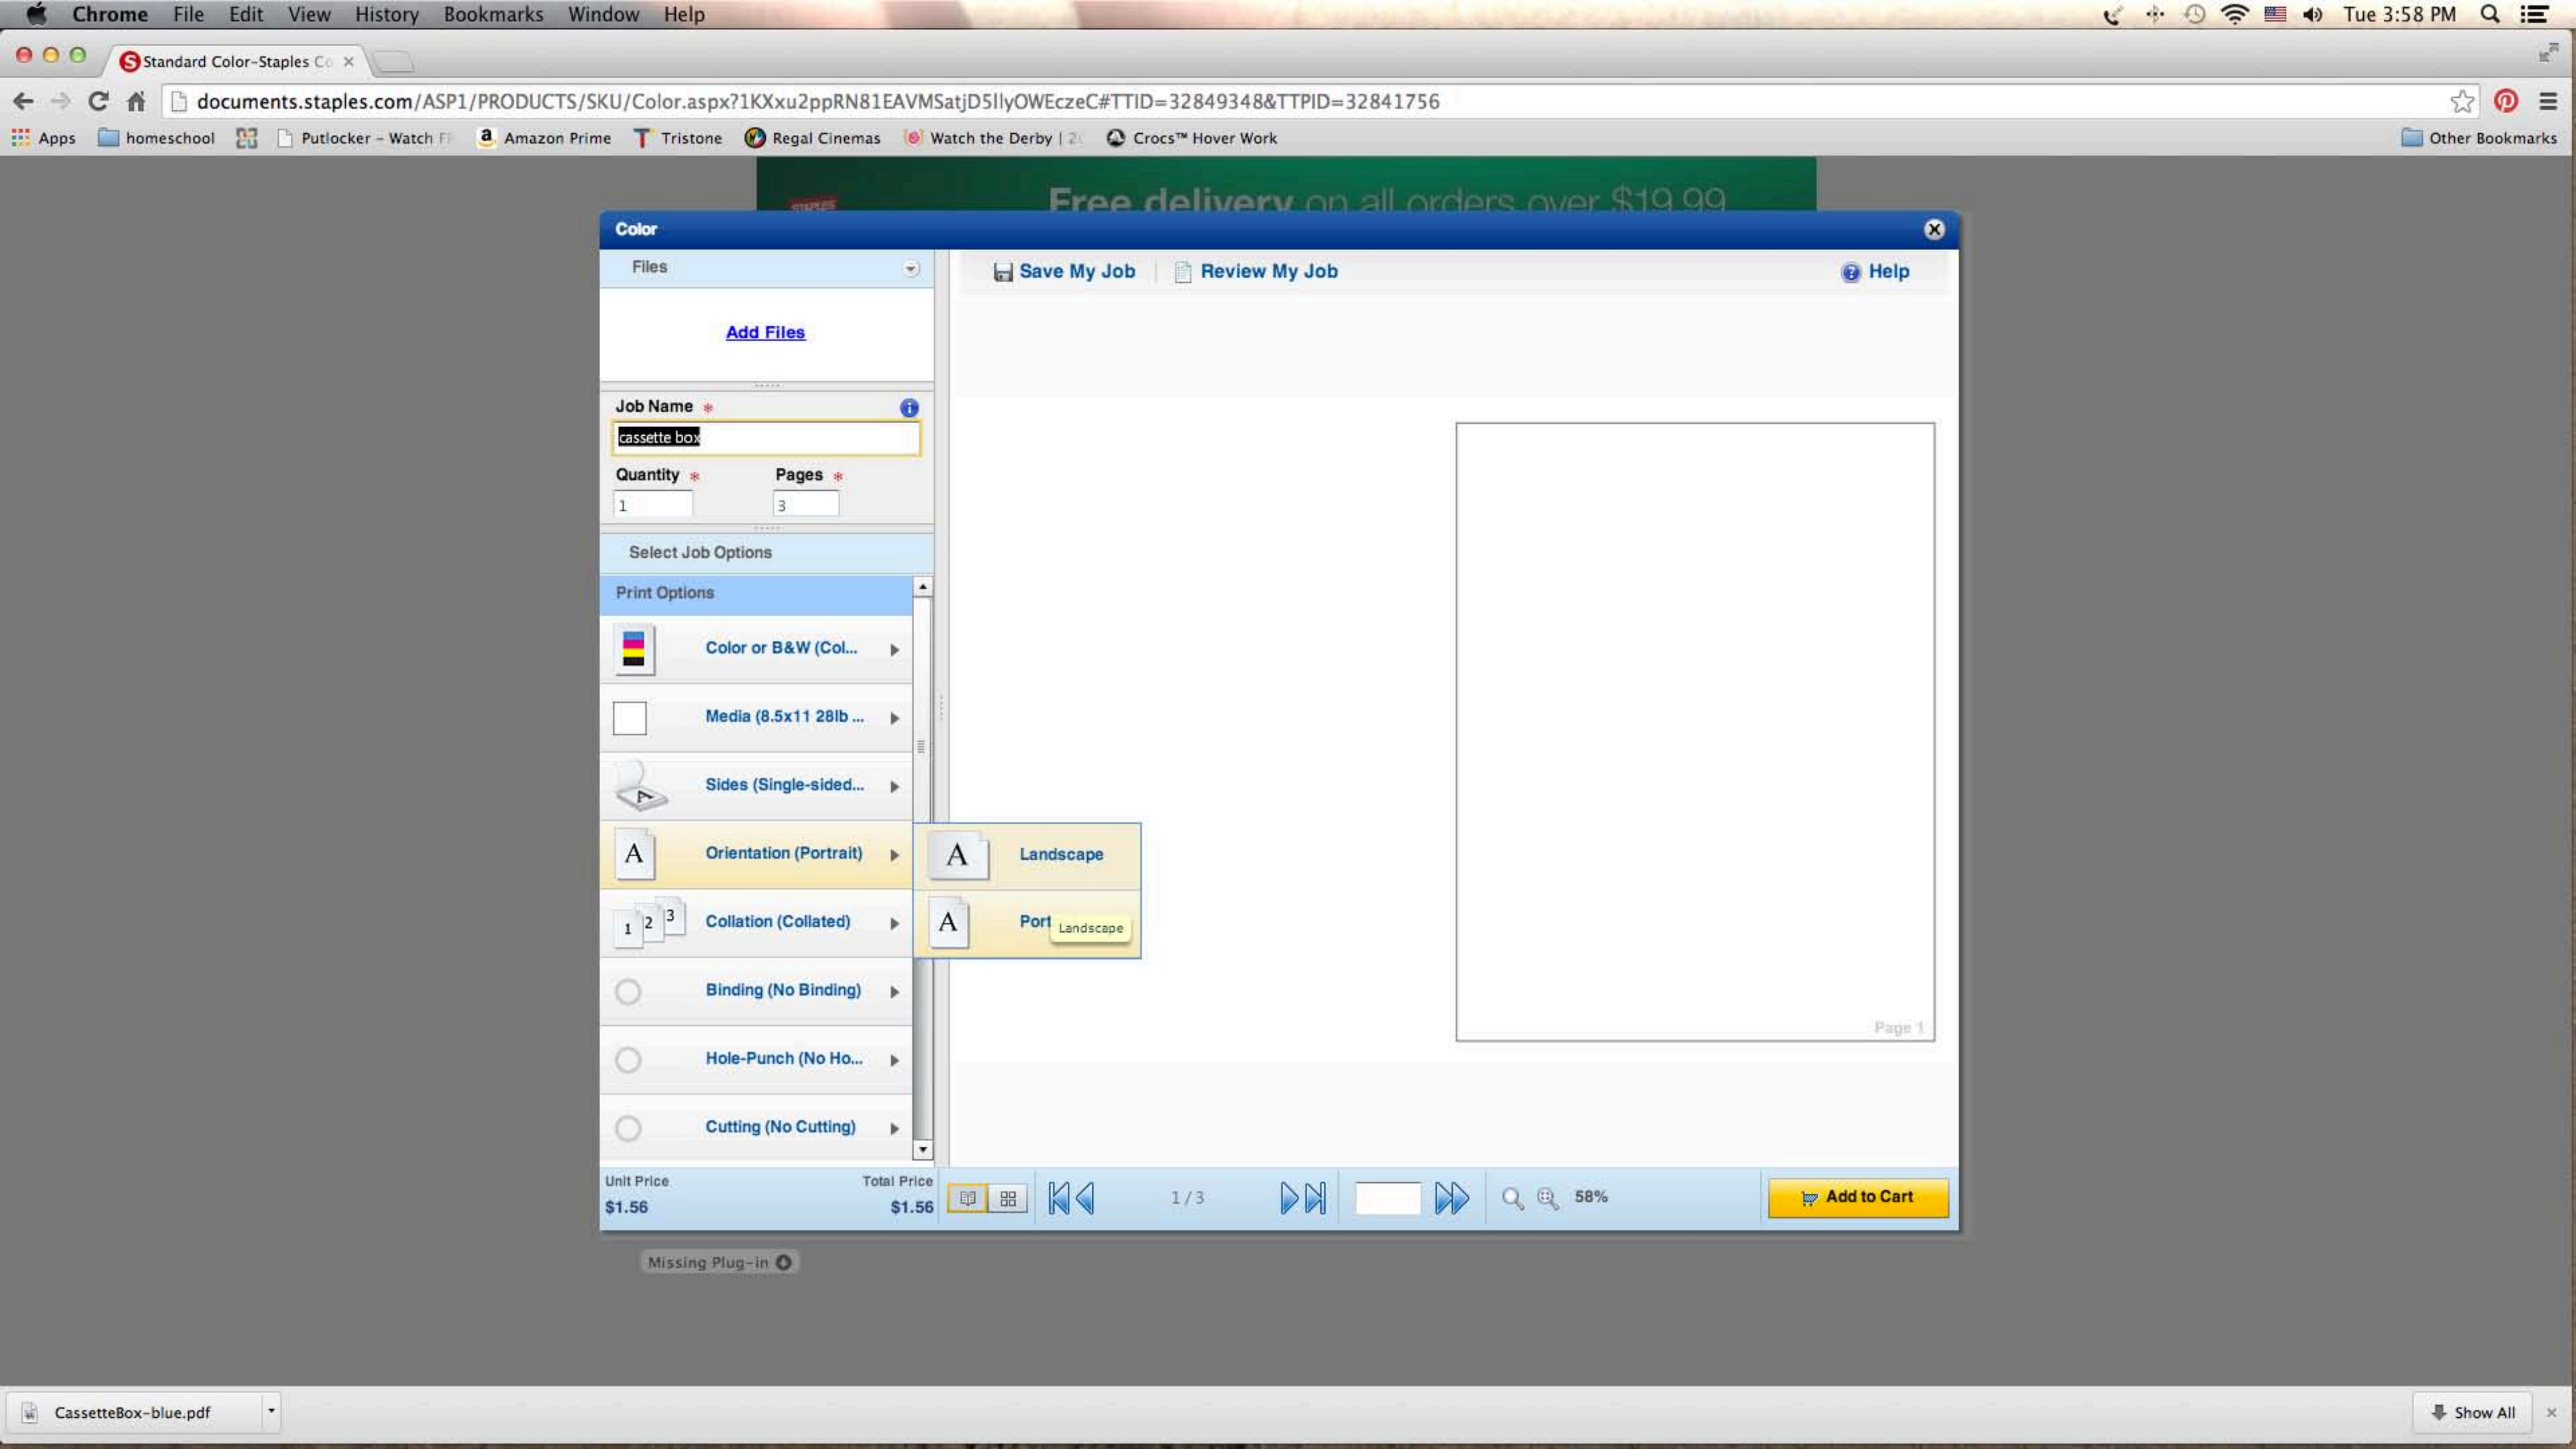 Chrome File Edit View History Bookmarks Window Help Tue 3:58 PM
Standard Color-Staples Co
documents.staples.com/ASP1/PRODUCTS/SKU/Color.aspx?1KXxu2ppRN81EAVMSatjD5IlyOWEczeC#TTID=32849348&TTPID=32841756
Apps homeschool Putlocker - Watch Amazon Prime Tristone Regal Cinemas Watch the Derby | Crocs™ Hover Work Other Bookmarks
STAPLES Free delivery on all orders over $19.99
Color
Files
Save My Job Review My Job Help
Add Files
Job Name *
cassette box
Quantity * Pages *
1 3
Select Job Options
Print Options
Color or B&W (Col...
Media (8.5x11 28lb ...
Sides (Single-sided...
A Orientation (Portrait) A Landscape
1 2 3 Collation (Collated) A Port Landscape
Binding (No Binding)
Page 1
Hole-Punch (No Ho...
Cutting (No Cutting)
Unit Price Total Price
$1.56 $1.56 1 / 3 58% Add to Cart
Missing Plug-in
CassetteBox-blue.pdf Show All